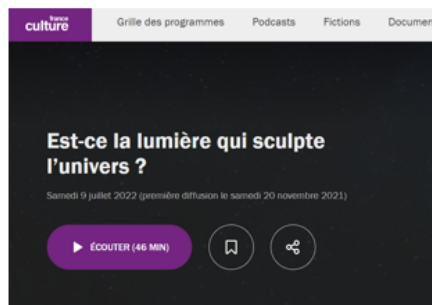 france
culture
Grille des programmes Podcasts Fictions Documen
Est-ce la lumière qui sculpte
l'univers ?
Samedi 9 juillet 2022 (première diffusion le samedi 20 novembre 2021)
ÉCOUTER (46 MIN)